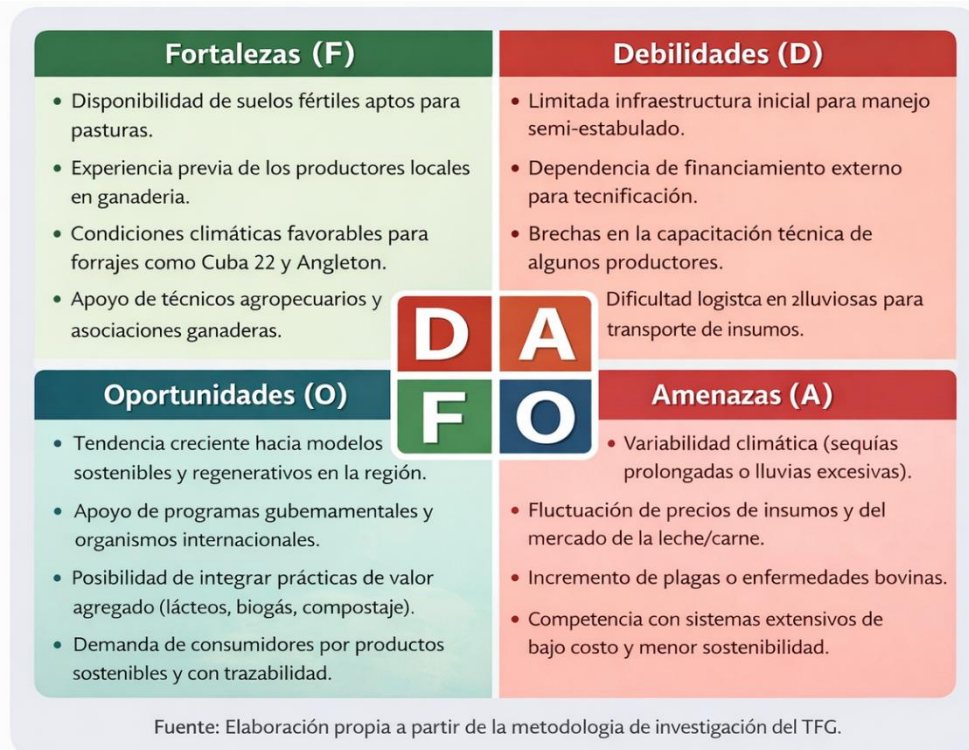 Fortalezas (F)
• Disponibilidad de suelos fértiles aptos para
pasturas.
• Experiencia previa de los productores locales
en ganaderia.
• Condiciones climáticas favorables para
forrajes como Cuba 22 y Angleton.
• Apoyo de técnicos agropecuarios y
asociaciones ganaderas.
Debilidades (D)
• Limitada infraestructura inicial para manejo
semi-estabulado.
• Dependencia de financiamiento externo
para tecnificación.
• Brechas en la capacitación técnica de
algunos productores.
Dificultad logistca en 2lluviosas para
transporte de insumos.
D A
F O
Oportunidades (O)
• Tendencia creciente hacia modelos
sostenibles y regenerativos en la región.
• Apoyo de programas gubemamentales y
organismos internacionales.
• Posibilidad de integrar prácticas de valor
agregado (lácteos, biogás, compostaje).
• Demanda de consumidores por productos
sostenibles y con trazabilidad.
Amenazas (A)
• Variabilidad climática (sequías
prolongadas o lluvias excesivas).
• Fluctuación de precios de insumos y del
mercado de la leche/carne.
• Incremento de plagas o enfermedades bovinas.
• Competencia con sistemas extensivos de
bajo costo y menor sostenibilidad.
Fuente: Elaboración propia a partir de la metodologia de investigación del TFG.